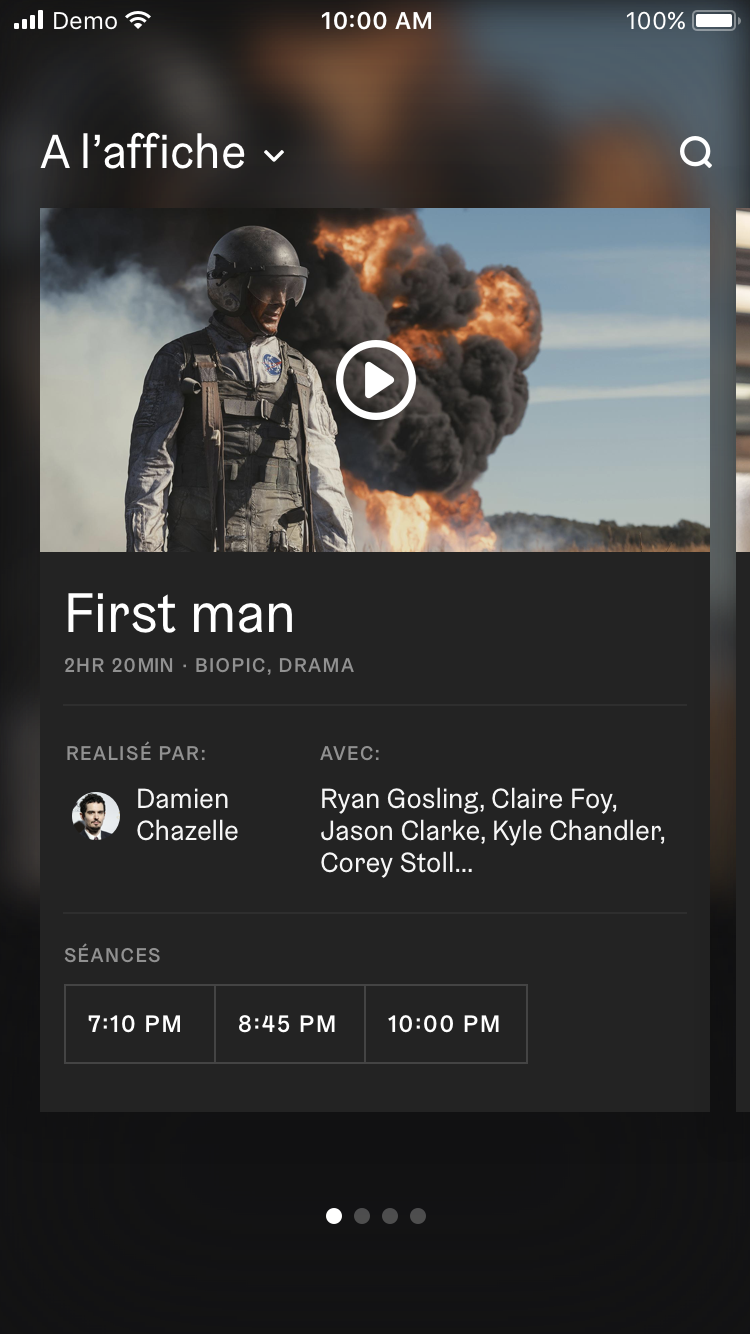 Demo 10:00 AM 100%
A l’affiche
First man
2HR 20MIN · BIOPIC, DRAMA
REALISÉ PAR:
Damien
Chazelle
AVEC:
Ryan Gosling, Claire Foy,
Jason Clarke, Kyle Chandler,
Corey Stoll...
SÉANCES
7:10 PM 8:45 PM 10:00 PM